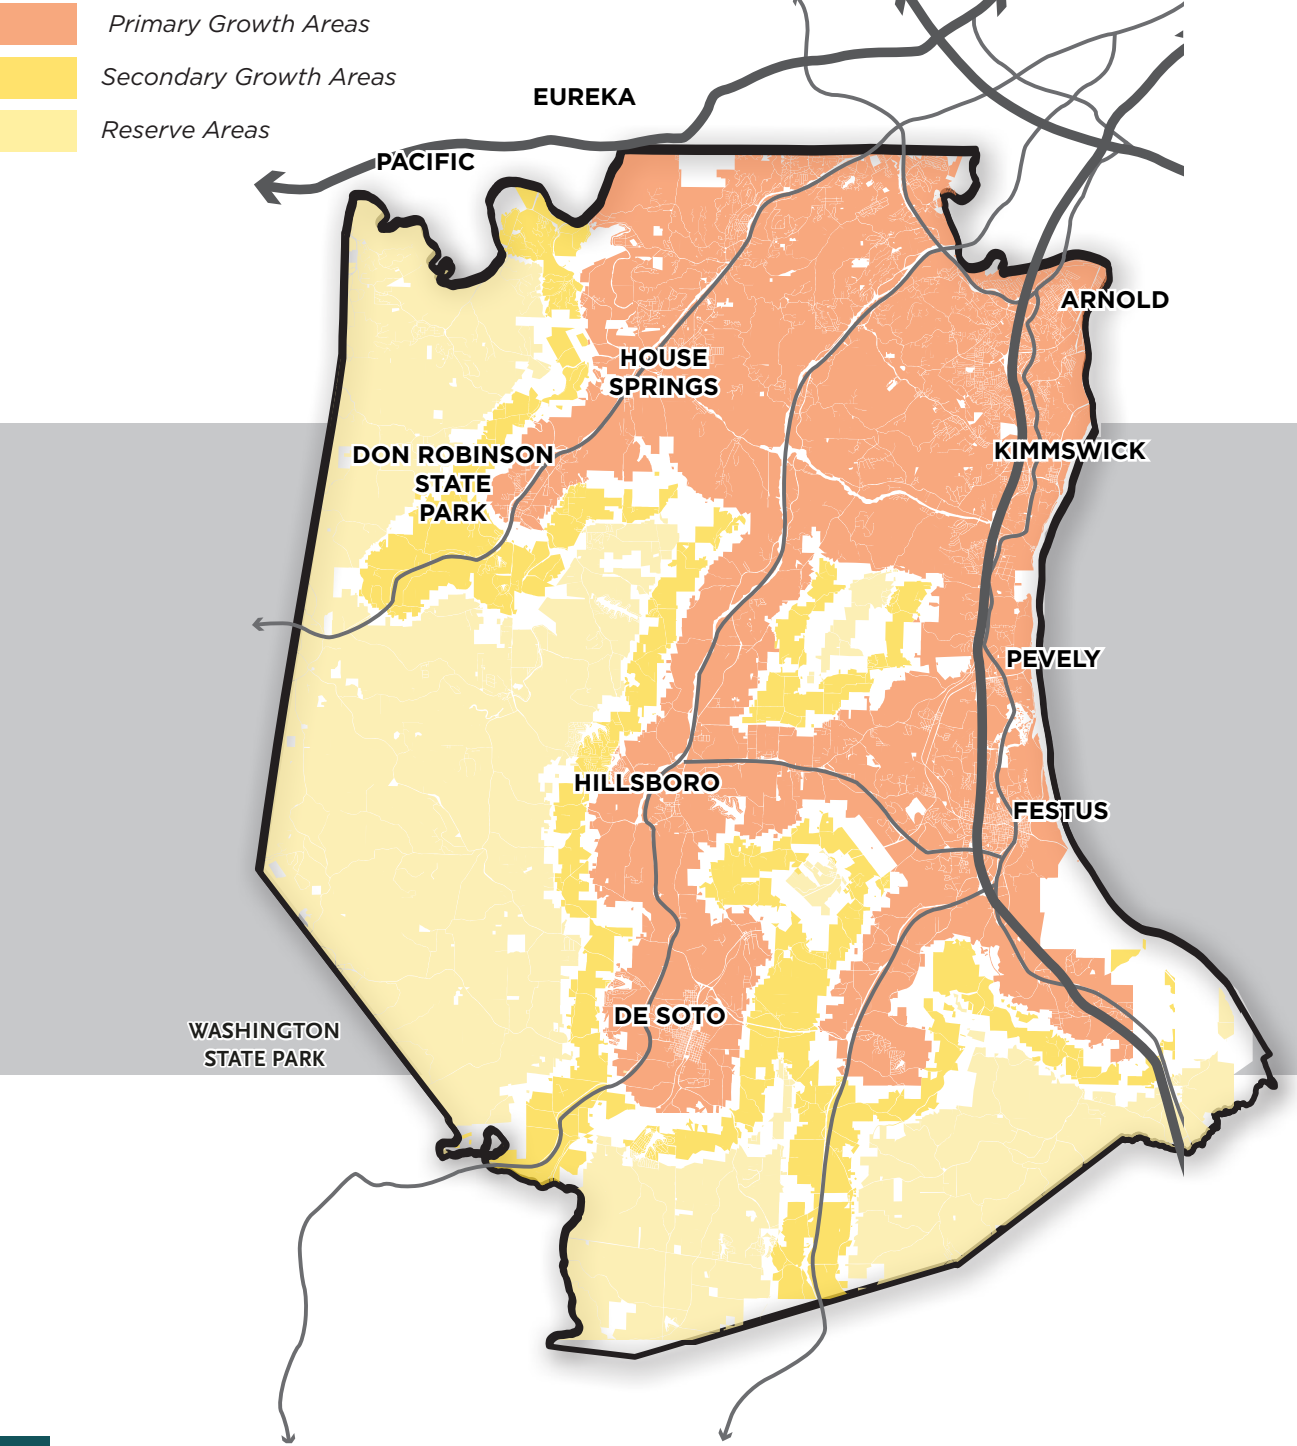 Primary Growth Areas
Secondary Growth Areas
Reserve Areas
EUREKA
PACIFIC
ARNOLD
HOUSE
SPRINGS
KIMMSWICK
DON ROBINSON
STATE
PARK
PEVELY
HILLSBORO
FESTUS
DE SOTO
WASHINGTON
STATE PARK